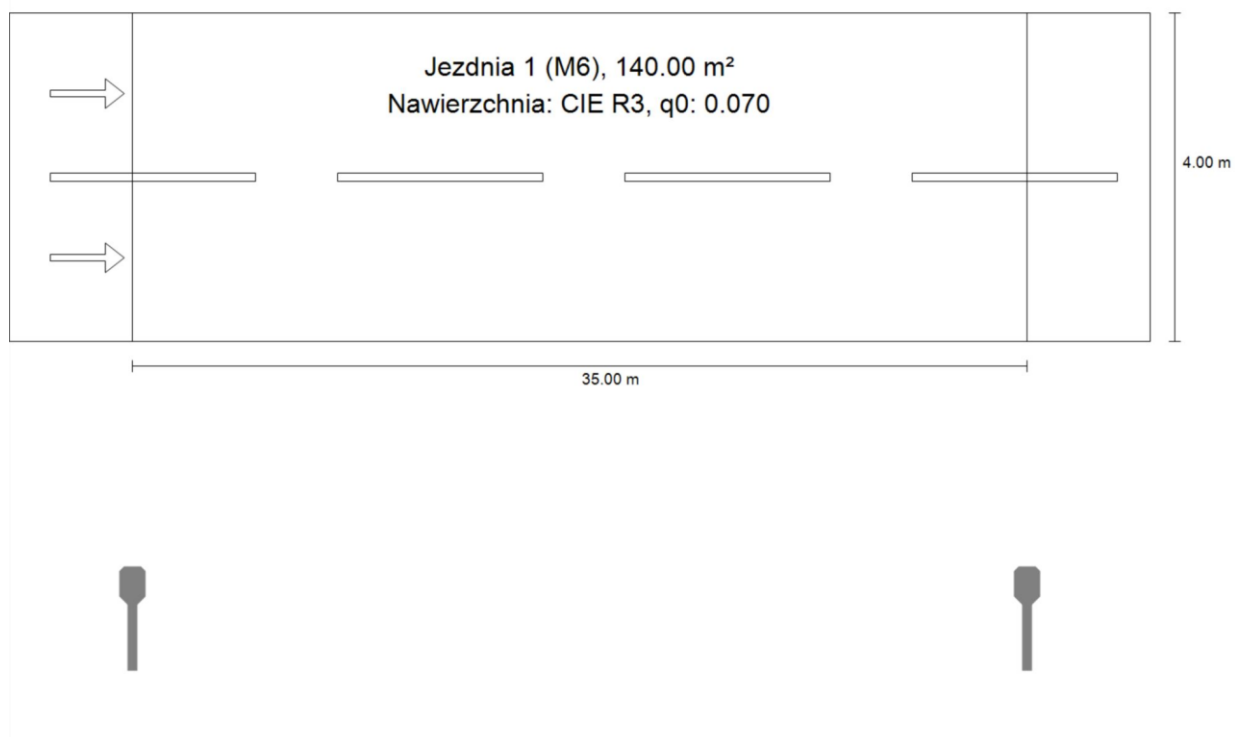 Jezdnia 1 (M6), 140.00 m²
Nawierzchnia: CIE R3, q0: 0.070
4.00 m
35.00 m